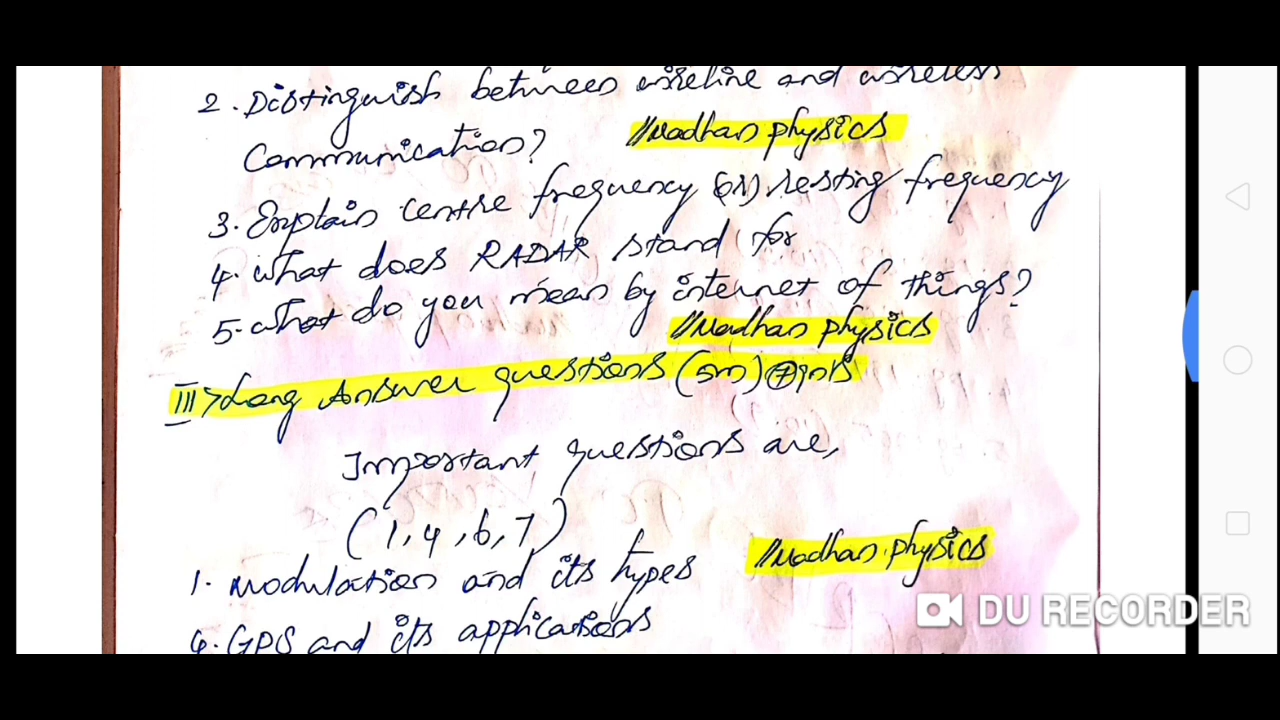 2. Distinguish between wireline and wireless
Communication? Madhan physics
3. Explain centre frequency (or) resting frequency
4. What does RADAR stand for
5. What do you mean by internet of things?
Madhan physics
III > Long Answer questions (5m)
Important questions are,
(1, 4, 6, 7)
1. Modulation and its types Madhan physics
4. GPS and its applications
DU RECORDER